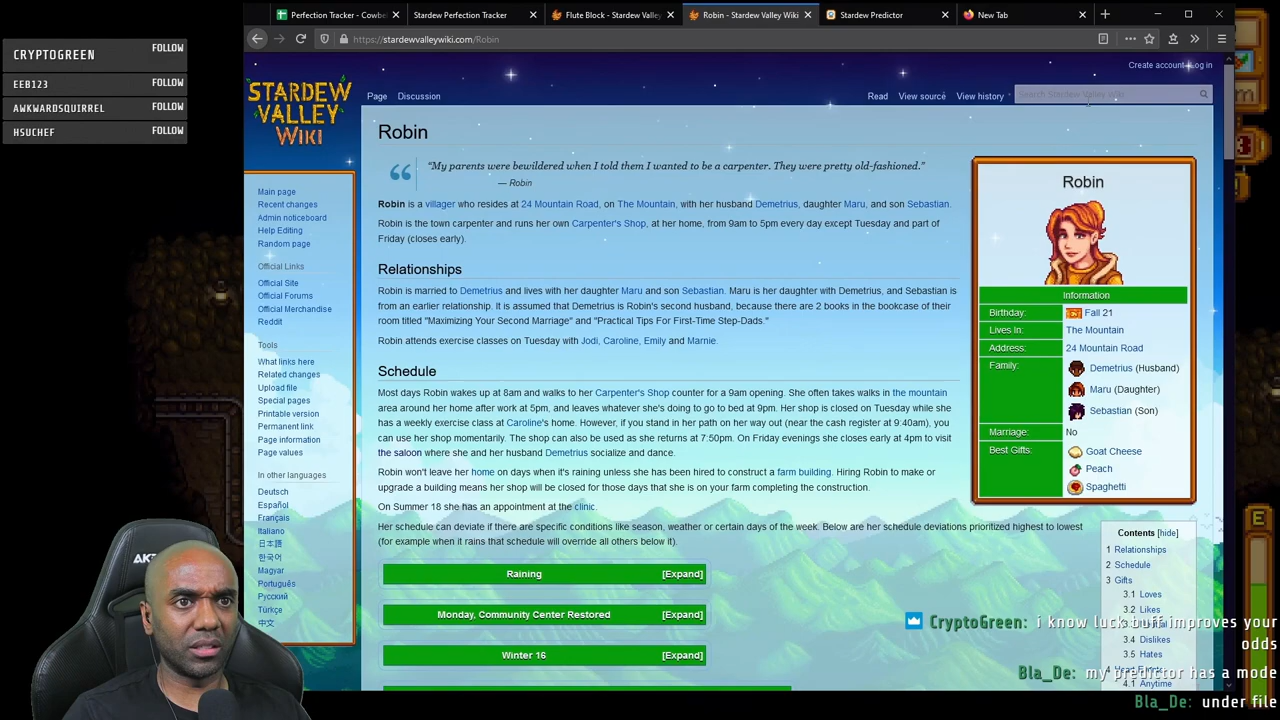 CRYPTOGREEN FOLLOW
EEB123 FOLLOW
AWKWARDSQUIRREL FOLLOW
HSUCHEF FOLLOW
Perfection Tracker - Cowbe
Stardew Perfection Tracker
Flute Block - Stardew Valley
Robin - Stardew Valley Wiki
Stardew Predictor
New Tab
https://stardewvalleywiki.com/Robin
Create account Log in
STARDEW
VALLEY
WIKI
Page Discussion
Read View source View history
Search Stardew Valley Wiki
Main page
Recent changes
Admin noticeboard
Help Editing
Random page
Official Links
Official Site
Official Forums
Official Merchandise
Reddit
Tools
What links here
Related changes
Upload file
Special pages
Printable version
Permanent link
Page information
Page values
In other languages
Deutsch
Español
Français
Italiano
日本語
한국어
Magyar
Português
Русский
Türkçe
中文
Robin
“My parents were bewildered when I told them I wanted to be a carpenter. They were pretty old-fashioned.”
— Robin
Robin is a villager who resides at 24 Mountain Road, on The Mountain, with her husband Demetrius, daughter Maru, and son Sebastian.
Robin is the town carpenter and runs her own Carpenter's Shop, at her home, from 9am to 5pm every day except Tuesday and part of
Friday (closes early).
Relationships
Robin is married to Demetrius and lives with her daughter Maru and son Sebastian. Maru is her daughter with Demetrius, and Sebastian is
from an earlier relationship. It is assumed that Demetrius is Robin's second husband, because there are 2 books in the bookcase of their
room titled "Maximizing Your Second Marriage" and "Practical Tips For First-Time Step-Dads."
Robin attends exercise classes on Tuesday with Jodi, Caroline, Emily and Marnie.
Schedule
Most days Robin wakes up at 8am and walks to her Carpenter's Shop counter for a 9am opening. She often takes walks in the mountain
area around her home after work at 5pm, and leaves whatever she's doing to go to bed at 9pm. Her shop is closed on Tuesday while she
has a weekly exercise class at Caroline's home. However, if you stand in her path on her way out (near the cash register at 9:40am), you
can use her shop momentarily. The shop can also be used as she returns at 7:50pm. On Friday evenings she closes early at 4pm to visit
the saloon where she and her husband Demetrius socialize and dance.
Robin won't leave her home on days when it's raining unless she has been hired to construct a farm building. Hiring Robin to make or
upgrade a building means her shop will be closed for those days that she is on your farm completing the construction.
On Summer 18 she has an appointment at the clinic.
Her schedule can deviate if there are specific conditions like season, weather or certain days of the week. Below are her schedule deviations prioritized highest to lowest
(for example when it rains that schedule will override all others below it).
Raining [Expand]
Monday, Community Center Restored [Expand]
Winter 16 [Expand]
Robin
Information
Birthday: Fall 21
Lives In: The Mountain
Address: 24 Mountain Road
Family: Demetrius (Husband)
Maru (Daughter)
Sebastian (Son)
Marriage: No
Best Gifts: Goat Cheese
Peach
Spaghetti
Contents [hide]
1 Relationships
2 Schedule
3 Gifts
3.1 Loves
3.2 Likes
3.4 Dislikes
3.5 Hates
4.1 Anytime
CryptoGreen: i know luck buff improves your
odds
Bla_De: my predictor has a mode
Bla_De: under file
E